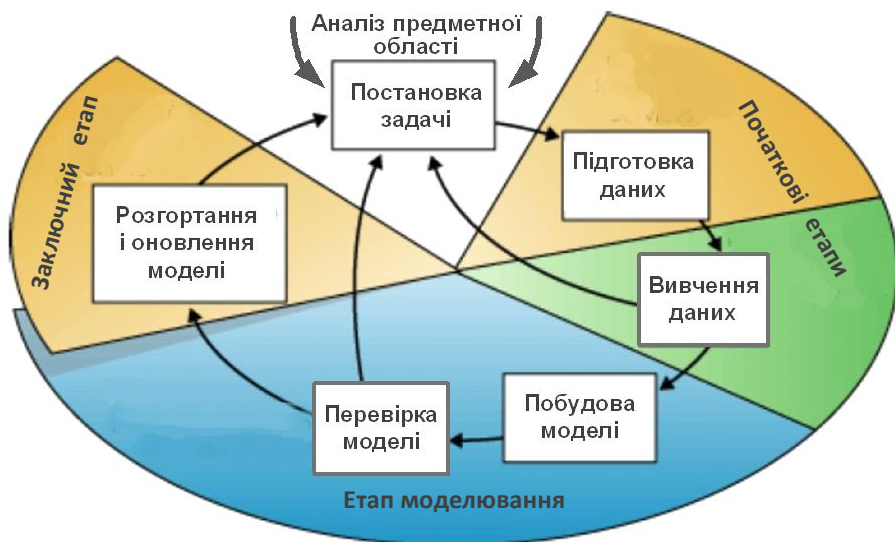 Аналіз предметної
області
Постановка
задачі
Підготовка
даних
Початкові етапи
Вивчення
даних
Побудова
моделі
Перевірка
моделі
Етап моделювання
Розгортання
і оновлення
моделі
Заключний етап